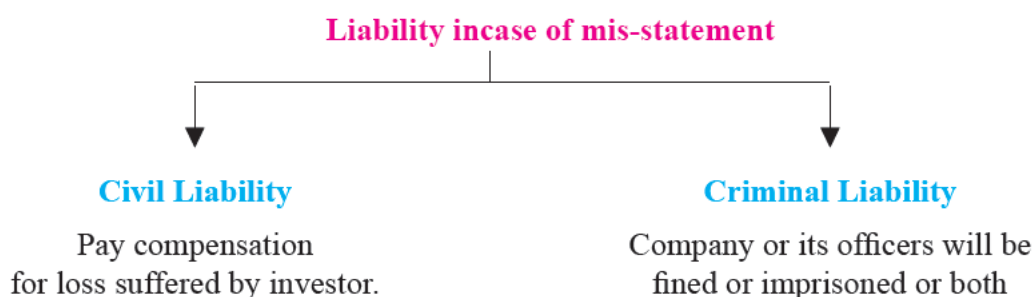 Liability incase of mis-statement
Civil Liability
Pay compensation
for loss suffered by investor.
Criminal Liability
Company or its officers will be
fined or imprisoned or both